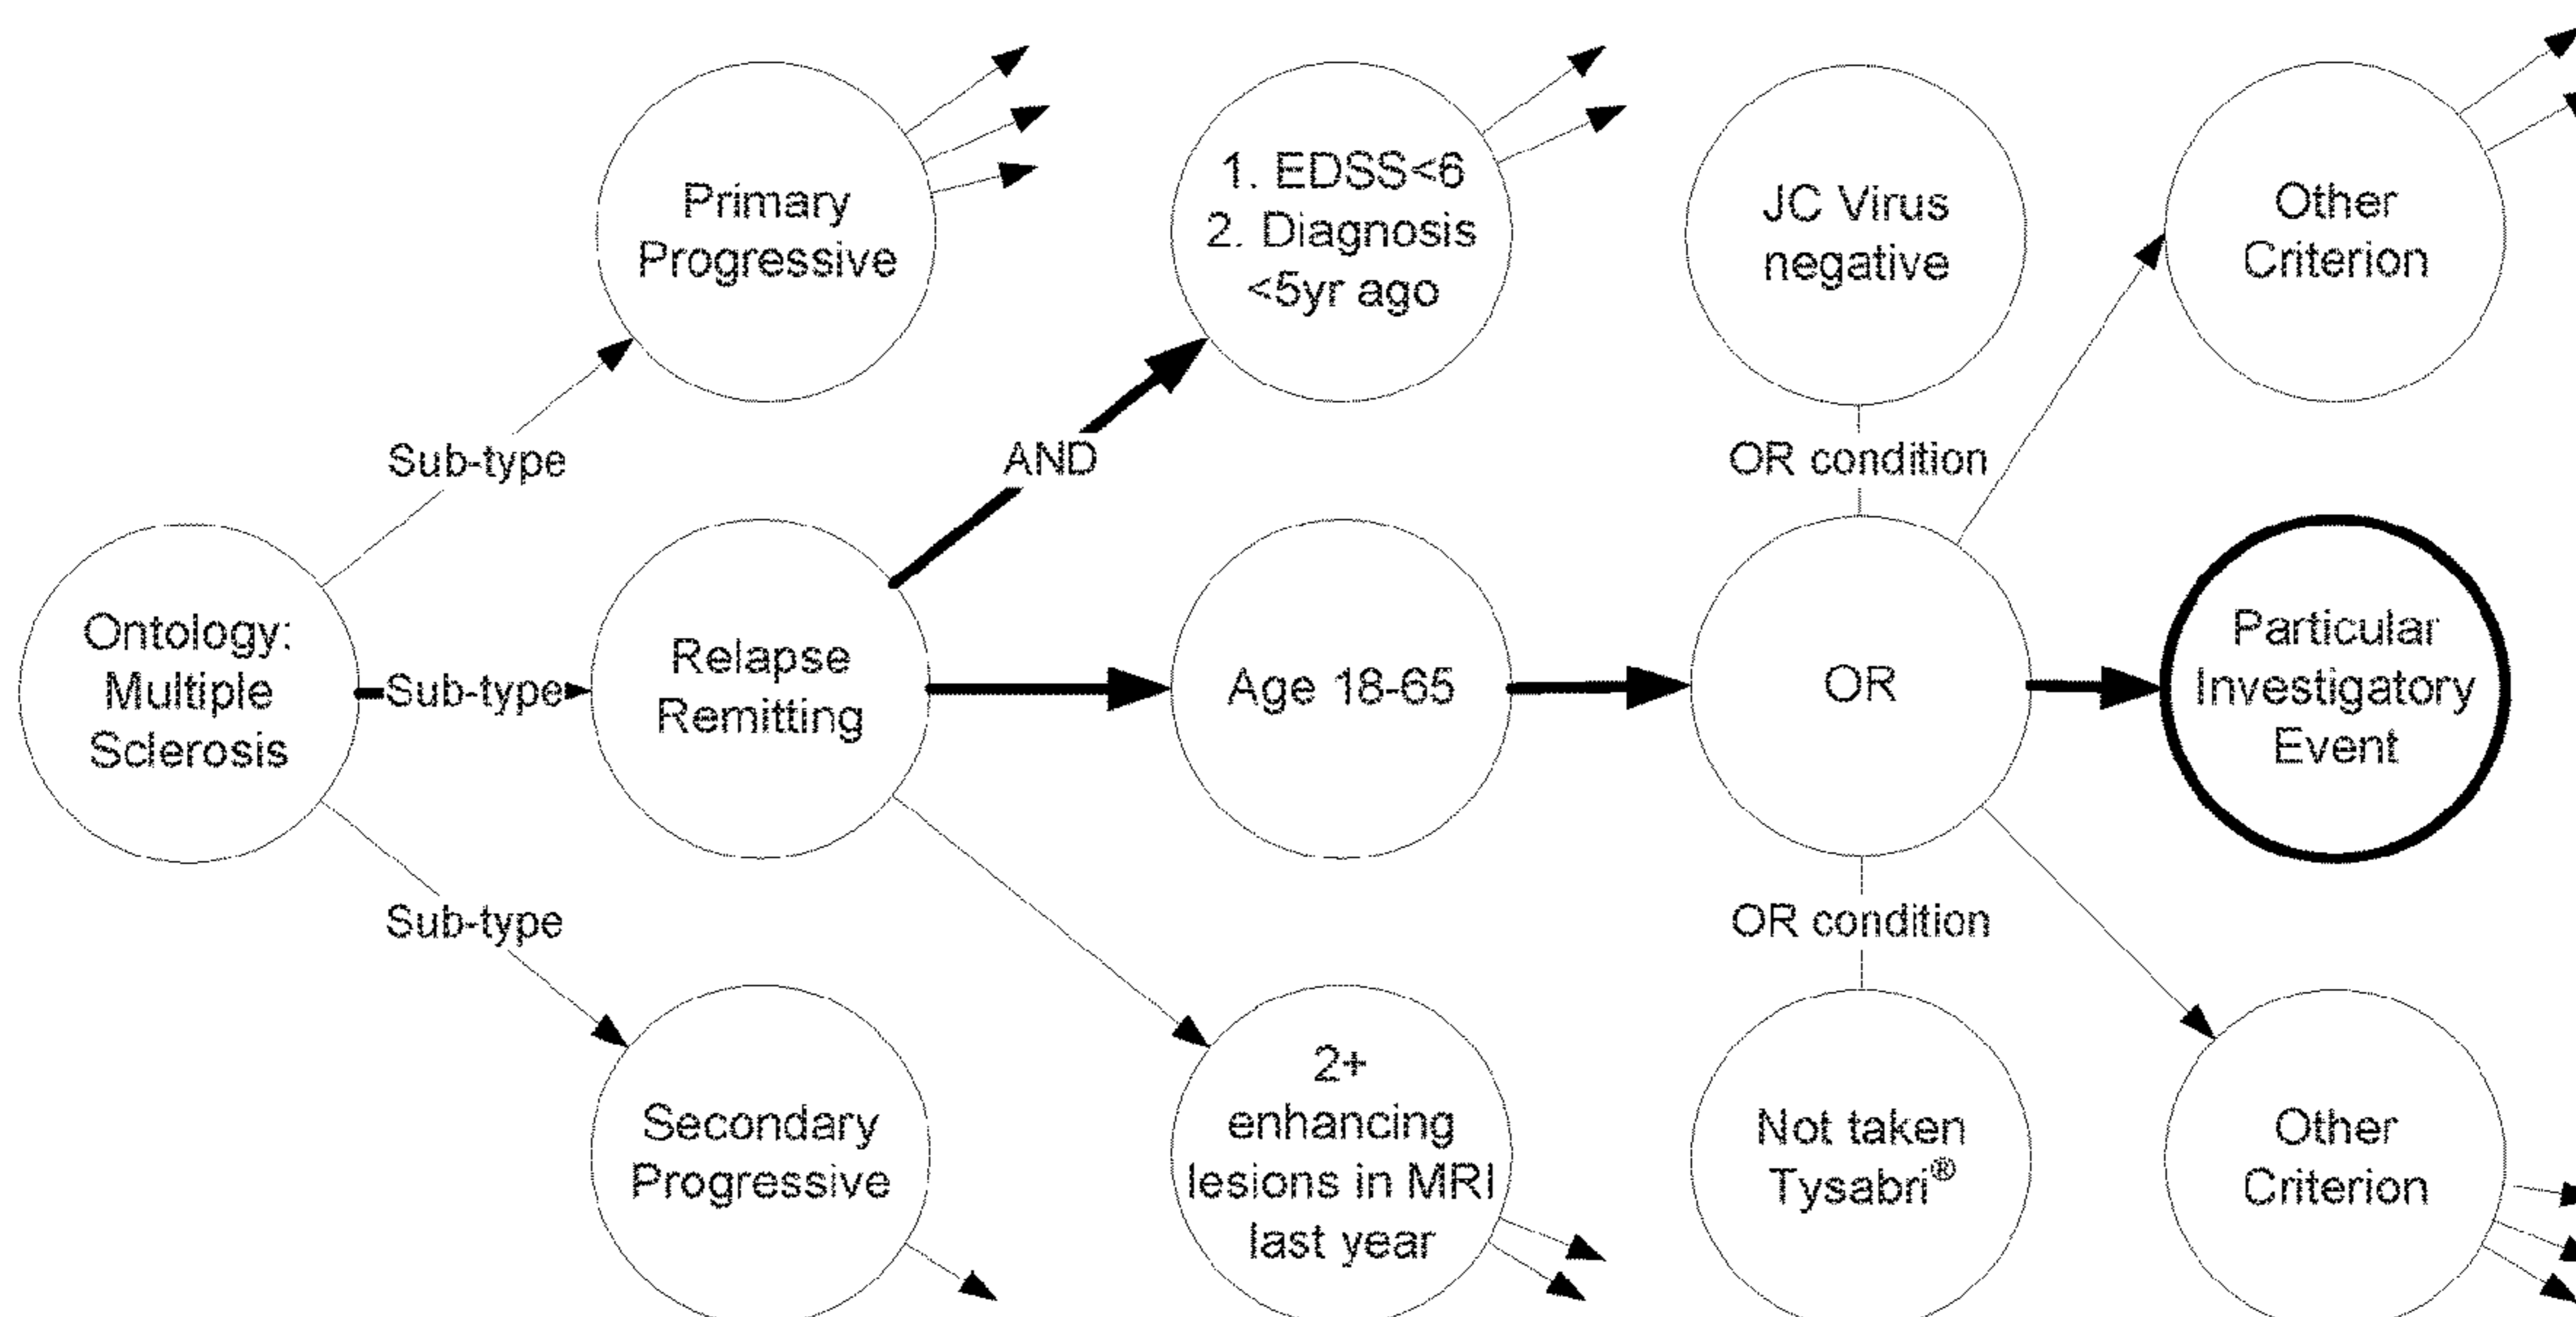 Primary
Progressive
1. EDSS<6
2. Diagnosis
<5yr ago
JC Virus
negative
Other
Criterion
Sub-type
AND
OR condition
Ontology:
Multiple
Sclerosis
Sub-type
Relapse
Remitting
Age 18-65
OR
Particular
Investigatory
Event
Sub-type
OR condition
Secondary
Progressive
2+
enhancing
lesions in MRI
last year
Not taken
Tysabri®
Other
Criterion